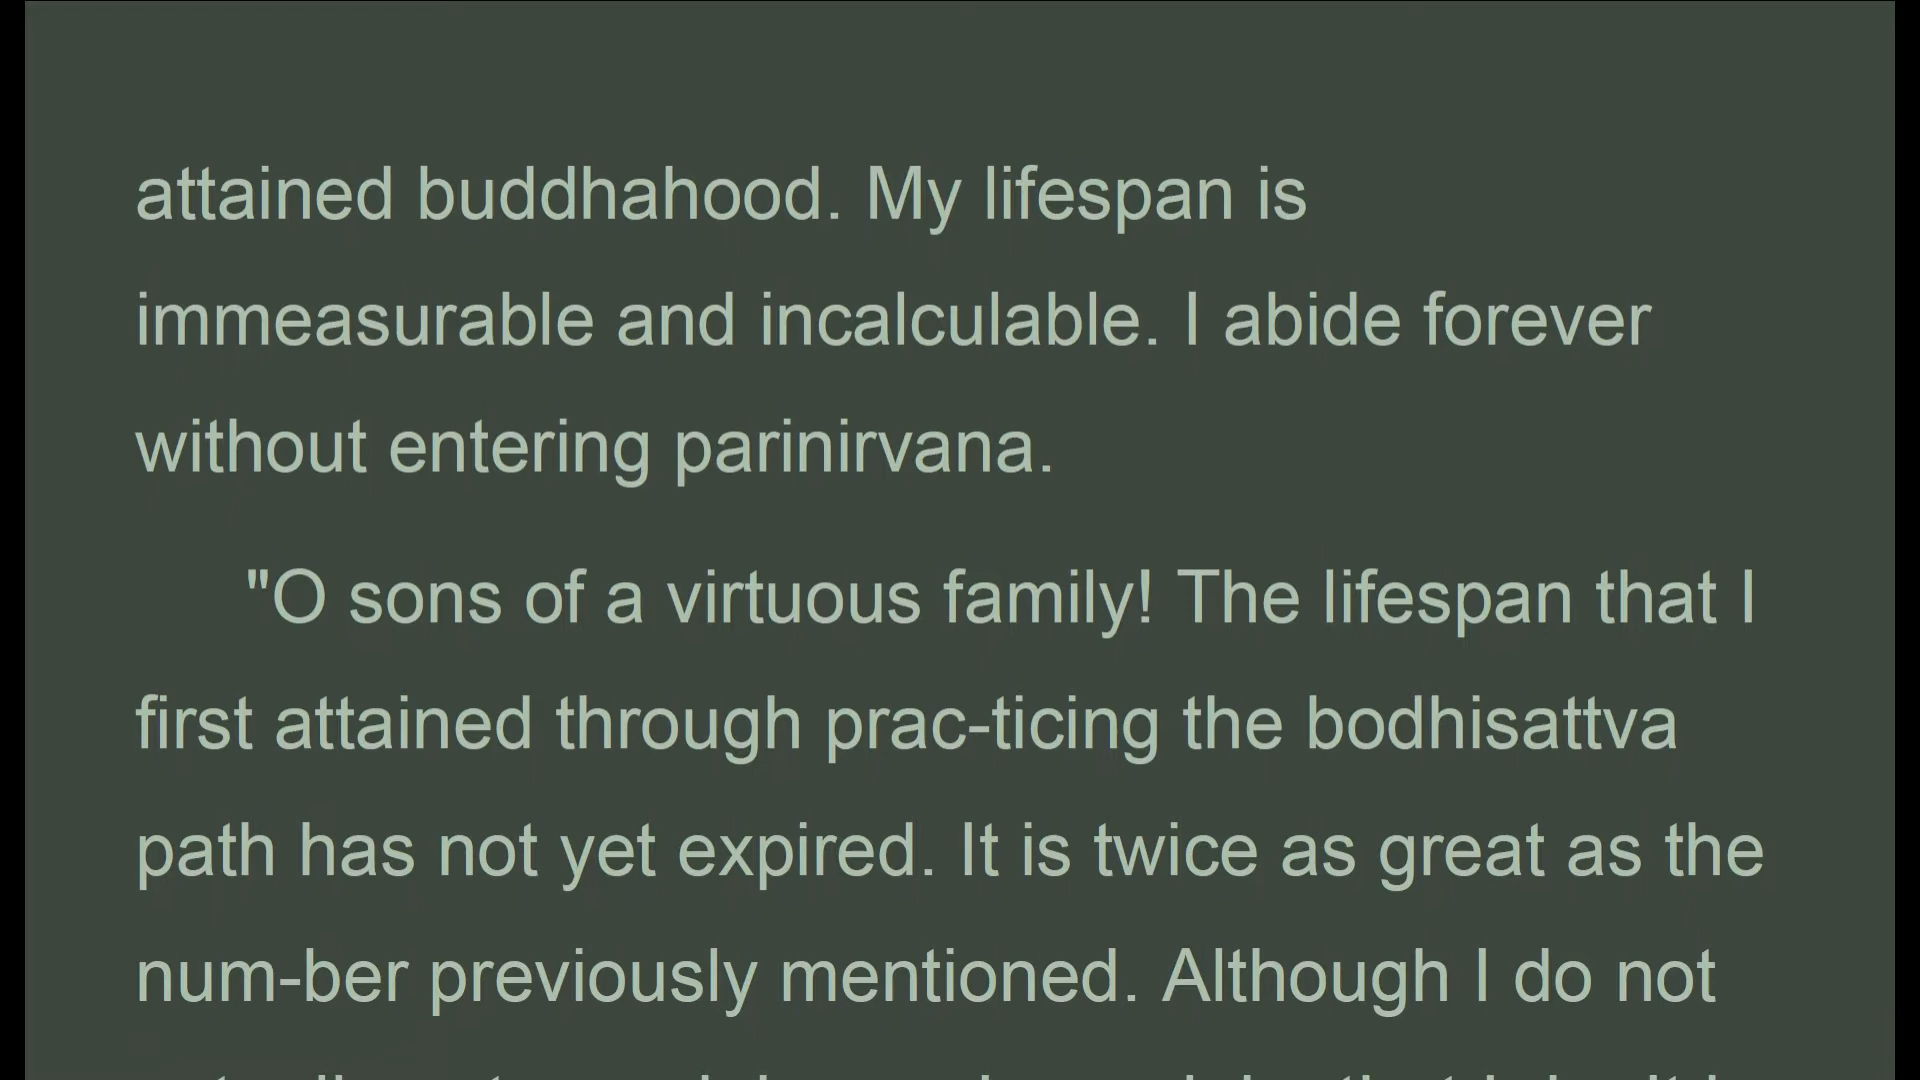 attained buddhahood. My lifespan is
immeasurable and incalculable. I abide forever
without entering parinirvana.
"O sons of a virtuous family! The lifespan that I
first attained through prac-ticing the bodhisattva
path has not yet expired. It is twice as great as the
num-ber previously mentioned. Although I do not